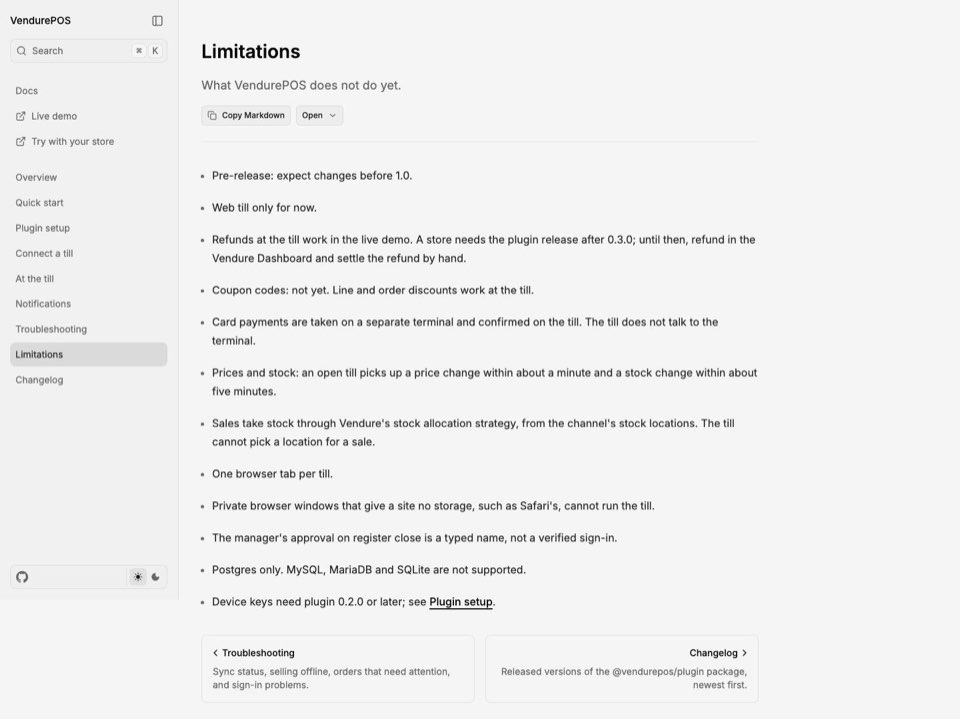 VendurePOS
Search
⌘ K
Docs
Live demo
Try with your store
Overview
Quick start
Plugin setup
Connect a till
At the till
Notifications
Troubleshooting
Limitations
Changelog
Limitations
What VendurePOS does not do yet.
Copy Markdown
Open
Pre-release: expect changes before 1.0.
Web till only for now.
Refunds at the till work in the live demo. A store needs the plugin release after 0.3.0; until then, refund in the
Vendure Dashboard and settle the refund by hand.
Coupon codes: not yet. Line and order discounts work at the till.
Card payments are taken on a separate terminal and confirmed on the till. The till does not talk to the
terminal.
Prices and stock: an open till picks up a price change within about a minute and a stock change within about
five minutes.
Sales take stock through Vendure's stock allocation strategy, from the channel's stock locations. The till
cannot pick a location for a sale.
One browser tab per till.
Private browser windows that give a site no storage, such as Safari's, cannot run the till.
The manager's approval on register close is a typed name, not a verified sign-in.
Postgres only. MySQL, MariaDB and SQLite are not supported.
Device keys need plugin 0.2.0 or later; see Plugin setup.
Troubleshooting
Sync status, selling offline, orders that need attention,
and sign-in problems.
Changelog
Released versions of the @vendurepos/plugin package,
newest first.